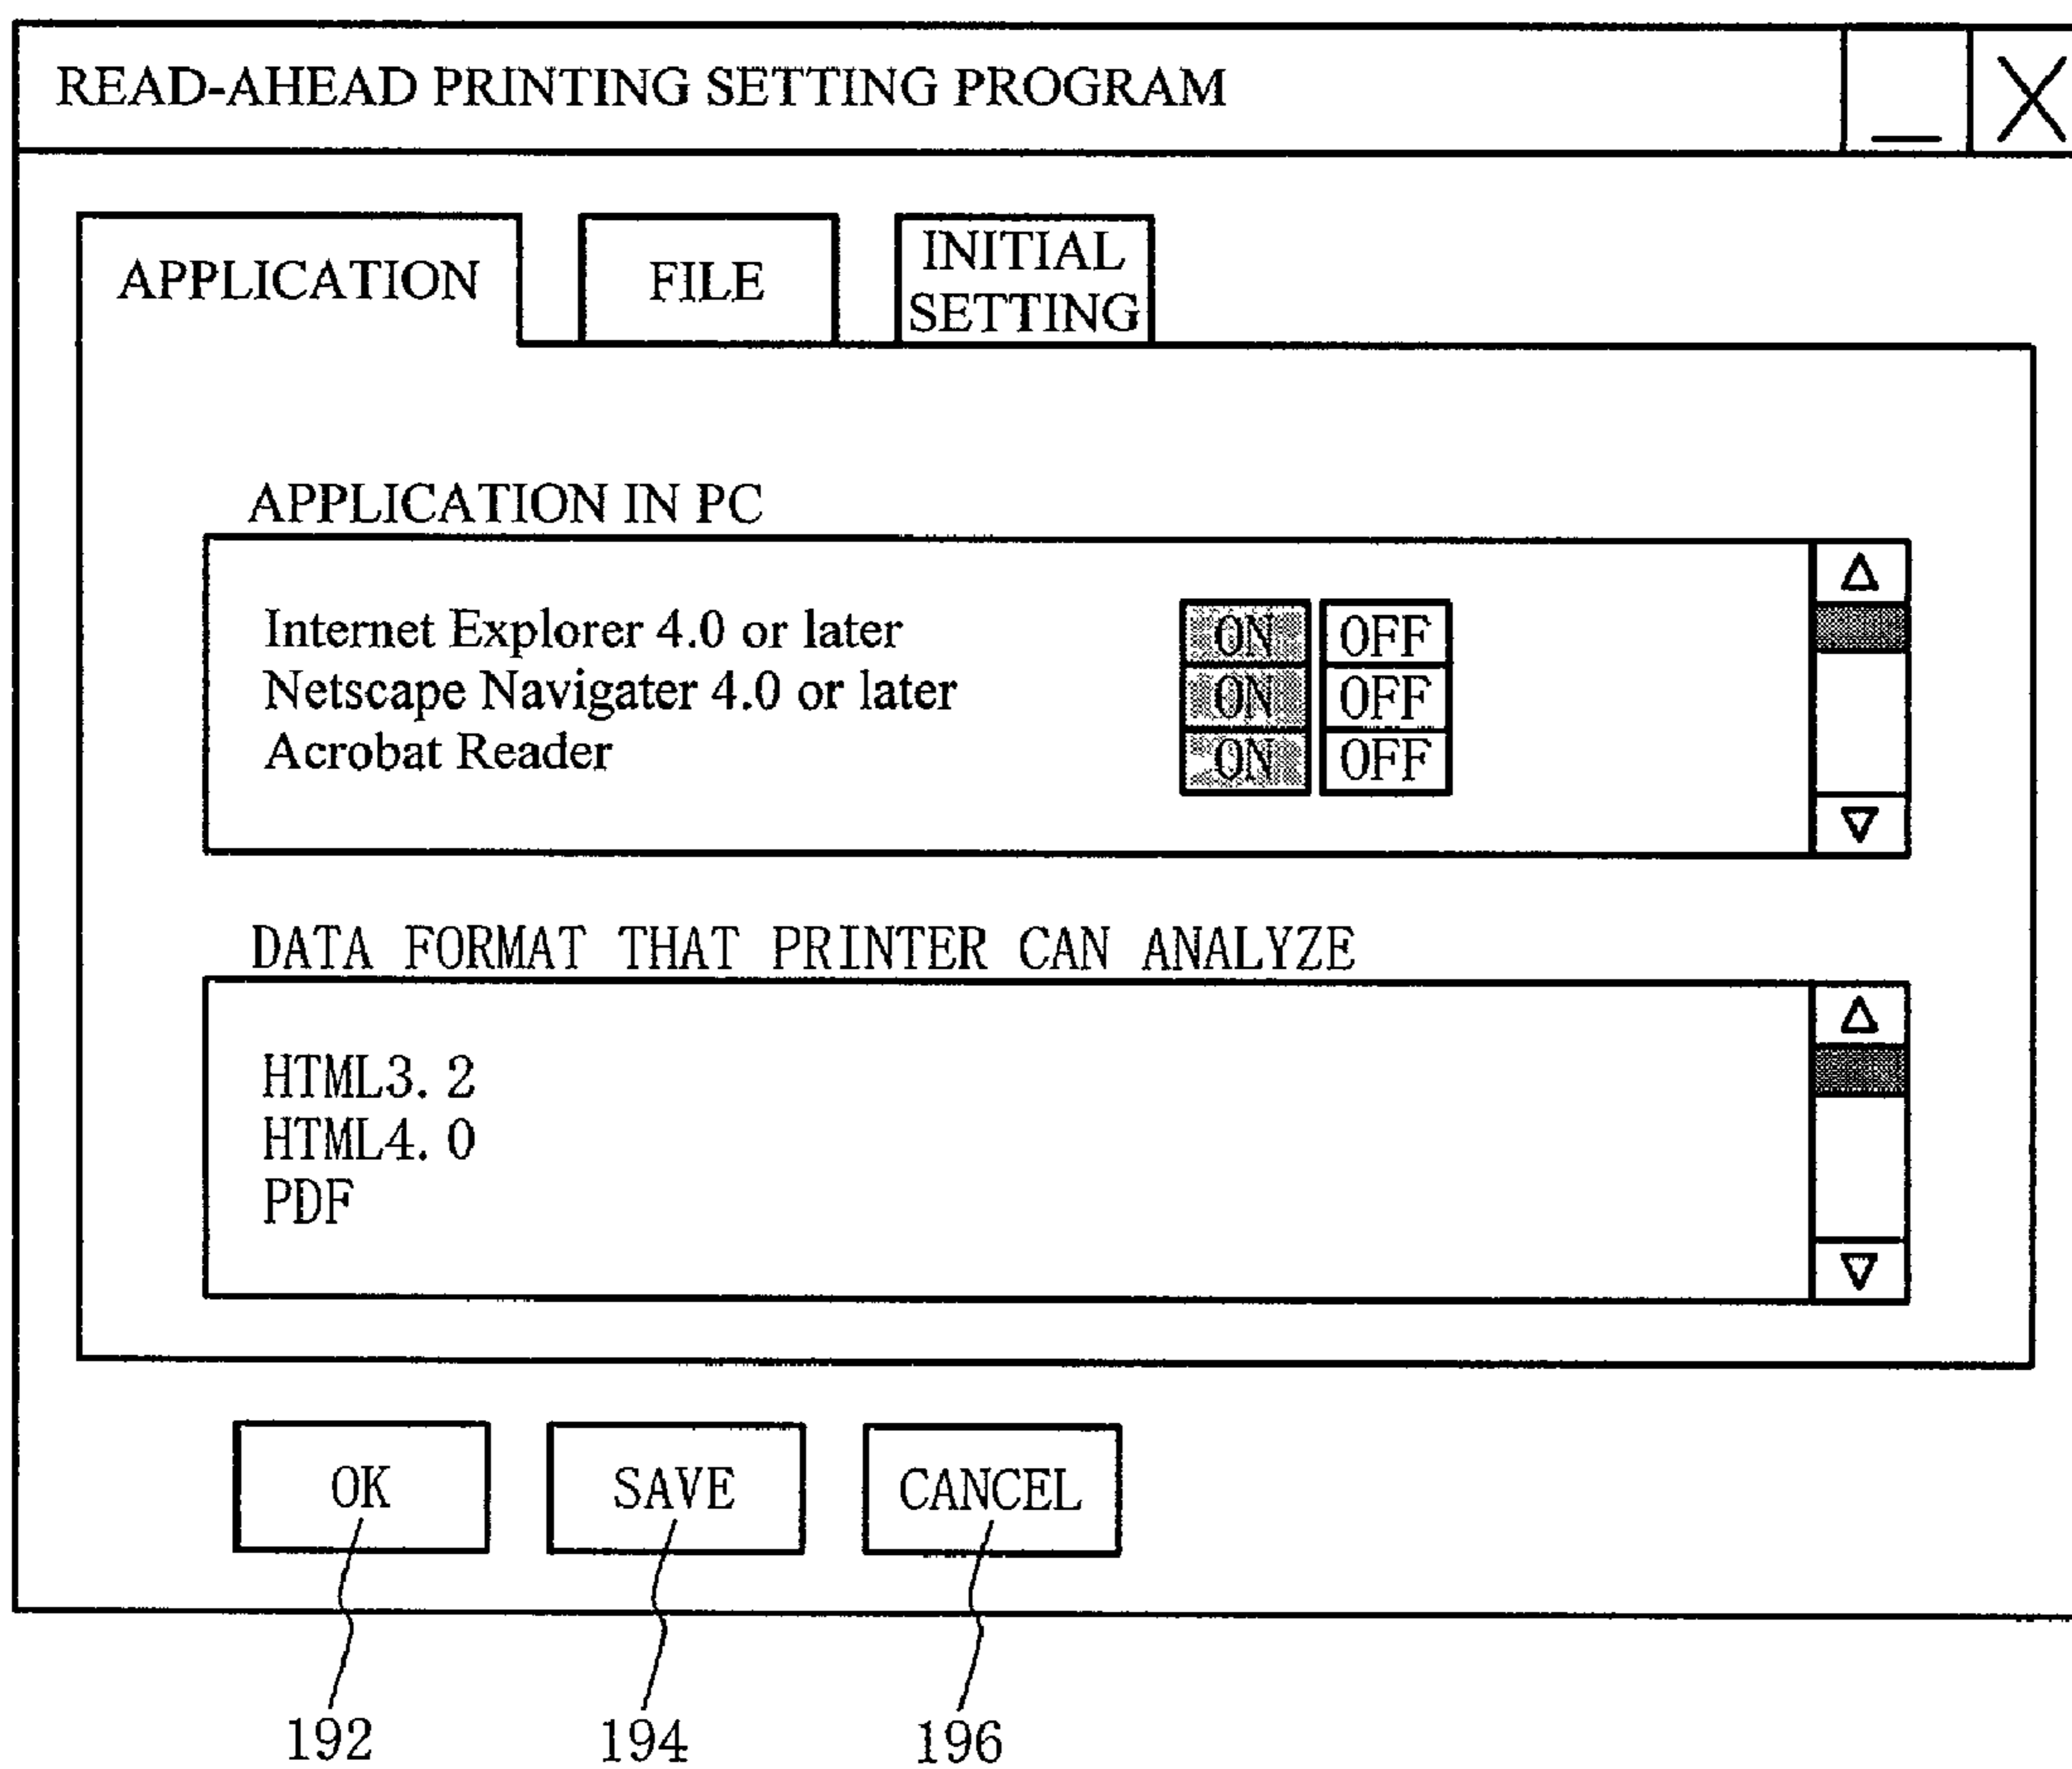 READ-AHEAD PRINTING SETTING PROGRAM
APPLICATION
FILE
INITIAL
SETTING
APPLICATION IN PC
Internet Explorer 4.0 or later ON OFF
Netscape Navigater 4.0 or later ON OFF
Acrobat Reader ON OFF
DATA FORMAT THAT PRINTER CAN ANALYZE
HTML3.2
HTML4.0
PDF
OK SAVE CANCEL
192 194 196